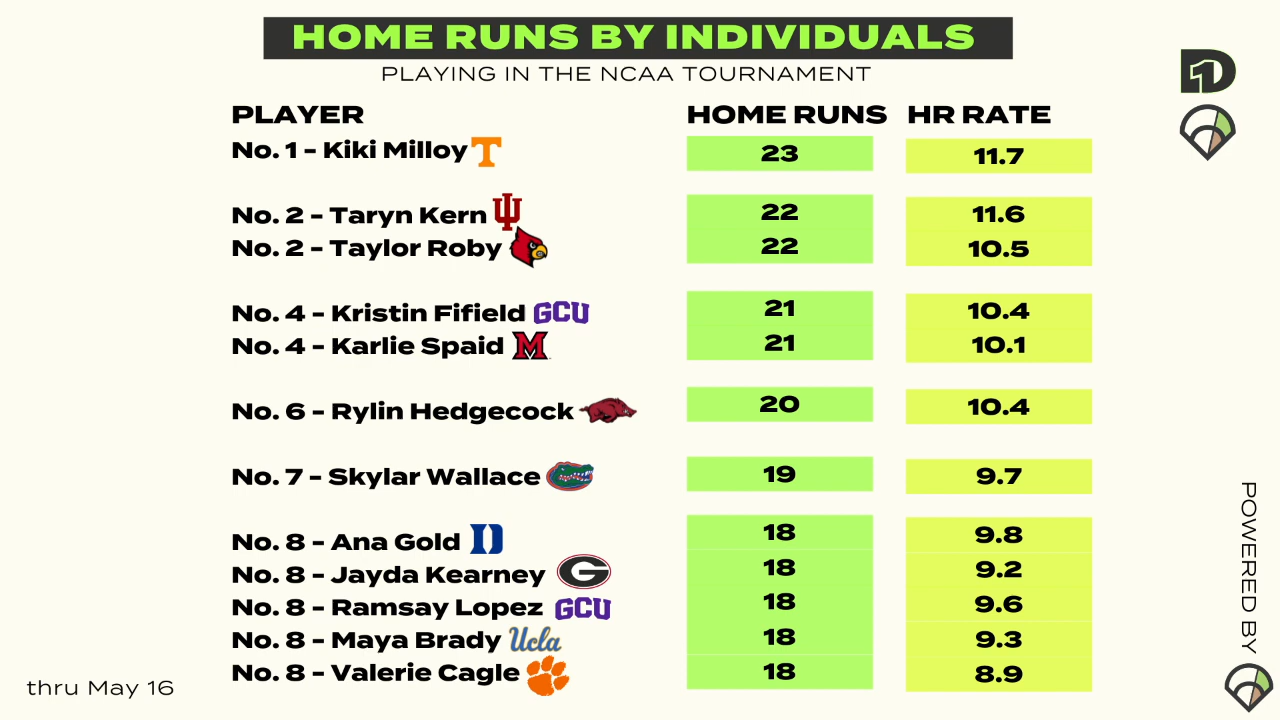 HOME RUNS BY INDIVIDUALS
PLAYING IN THE NCAA TOURNAMENT
PLAYER HOME RUNS HR RATE
No. 1 - Kiki Milloy T 23 11.7
No. 2 - Taryn Kern 22 11.6
No. 2 - Taylor Roby 22 10.5
No. 4 - Kristin Fifield GCU 21 10.4
No. 4 - Karlie Spaid M 21 10.1
No. 6 - Rylin Hedgecock 20 10.4
No. 7 - Skylar Wallace 19 9.7
No. 8 - Ana Gold D 18 9.8
No. 8 - Jayda Kearney G 18 9.2
No. 8 - Ramsay Lopez GCU 18 9.6
No. 8 - Maya Brady Ucla 18 9.3
No. 8 - Valerie Cagle 18 8.9
thru May 16
D1
POWERED BY